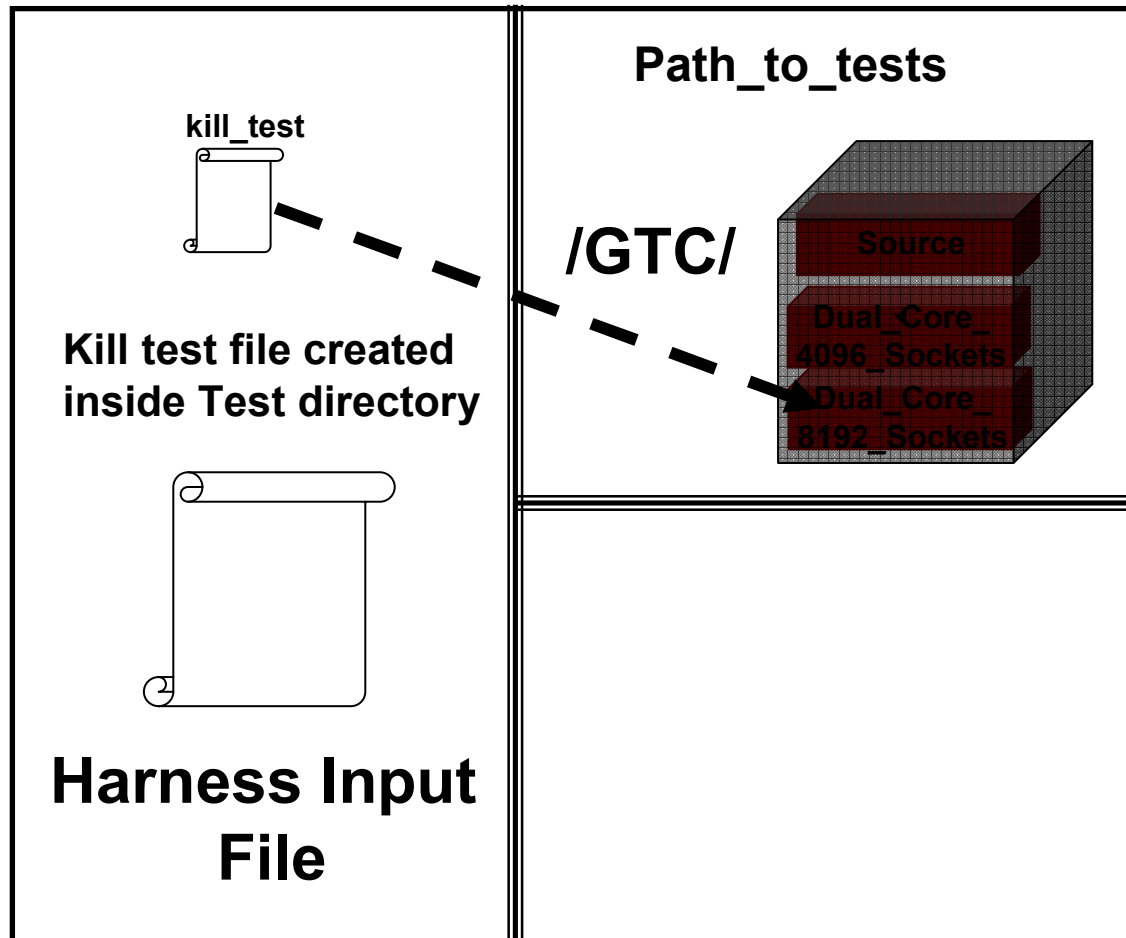 kill_test
Kill test file created
inside Test directory
Harness Input
File
Path_to_tests
/GTC/
Source
Dual_Core_
4096_Sockets
Dual_Core_
8192_Sockets